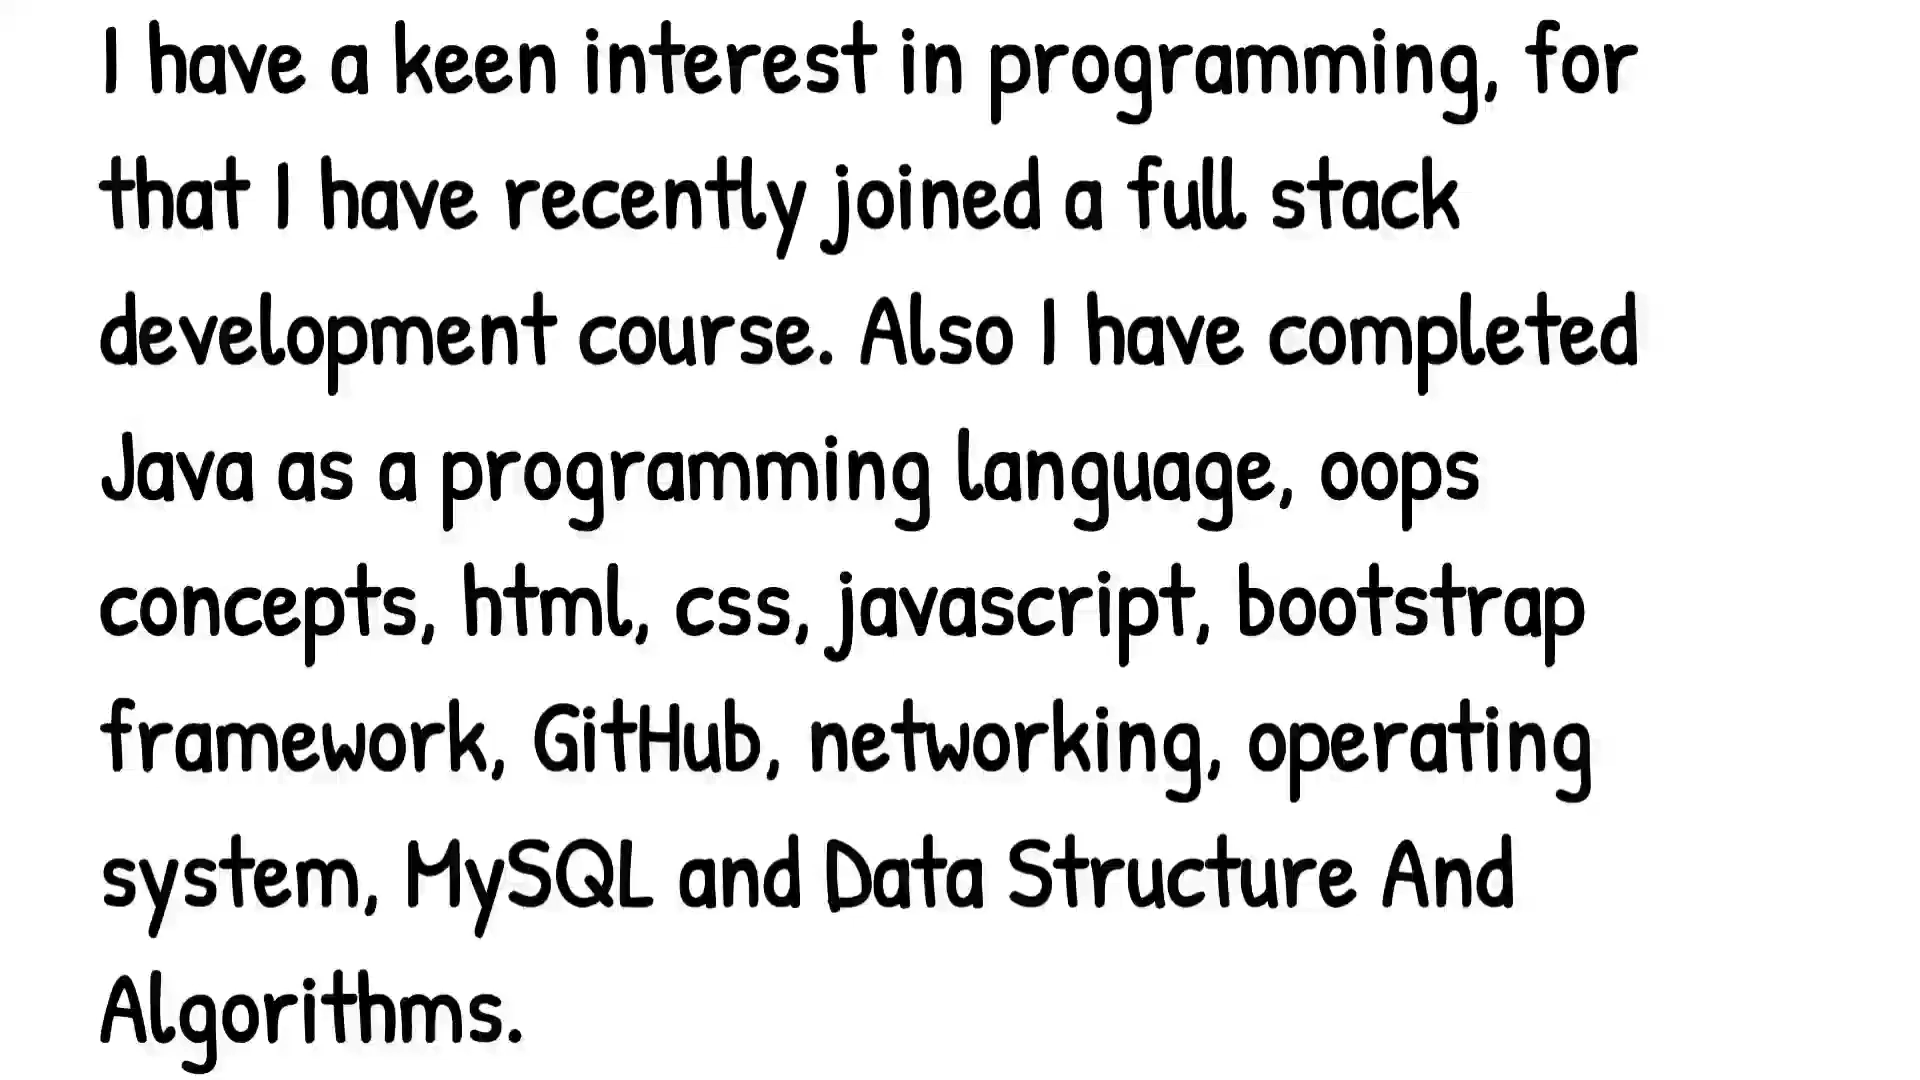 I have a keen interest in programming, for
that I have recently joined a full stack
development course. Also I have completed
Java as a programming language, oops
concepts, html, css, javascript, bootstrap
framework, GitHub, networking, operating
system, MySQL and Data Structure And
Algorithms.